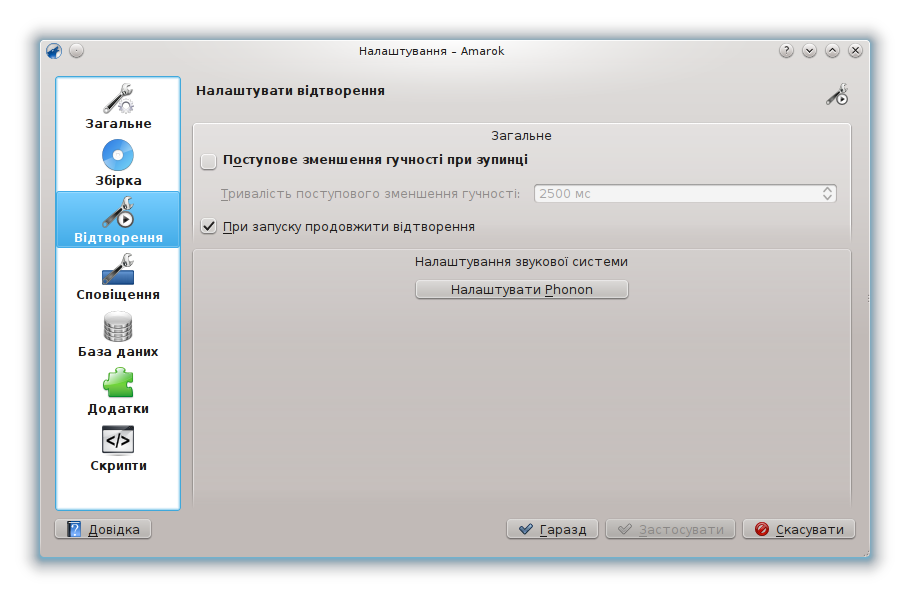 Налаштування – Amarok
Загальне
Збірка
Відтворення
Сповіщення
База даних
Додатки
Скрипти
Налаштувати відтворення
Загальне
Поступове зменшення гучності при зупинці
Тривалість поступового зменшення гучності: 2500 мс
При запуску продовжити відтворення
Налаштування звукової системи
Налаштувати Phonon
Довідка
Гаразд
Застосувати
Скасувати